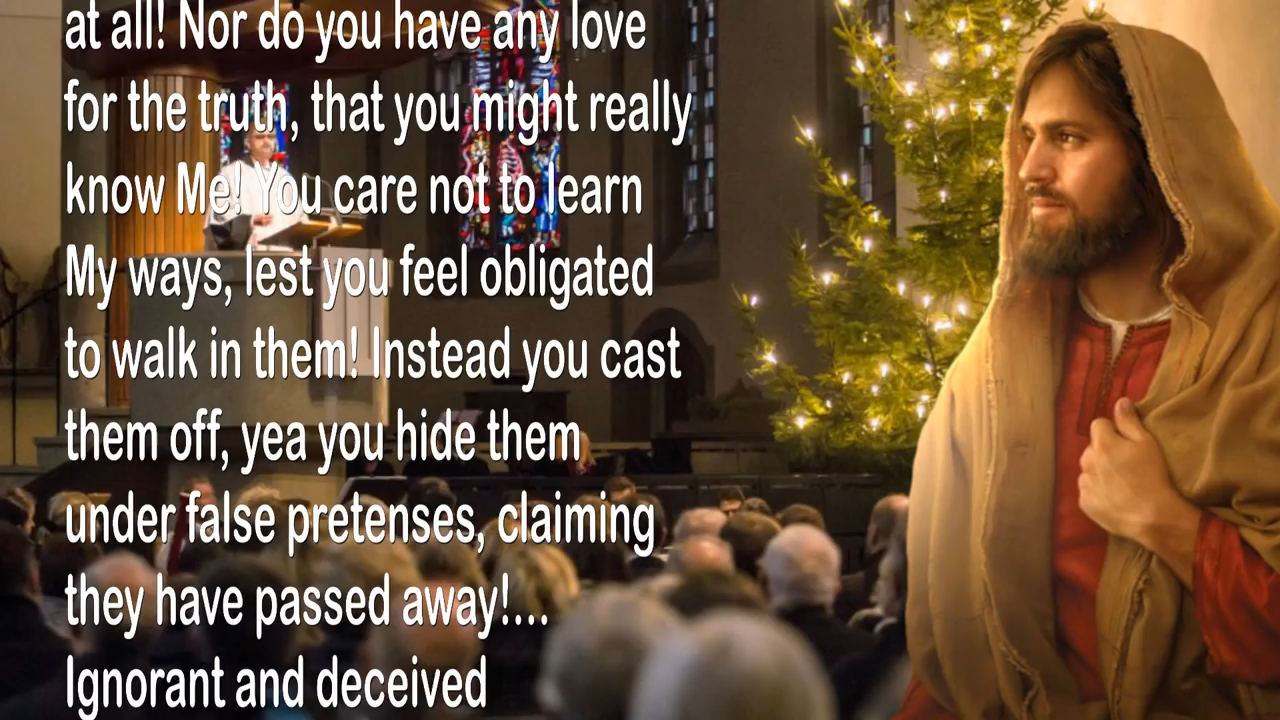 at all! Nor do you have any love
for the truth, that you might really
know Me! You care not to learn
My ways, lest you feel obligated
to walk in them! Instead you cast
them off, yea you hide them
under false pretenses, claiming
they have passed away!...
Ignorant and deceived